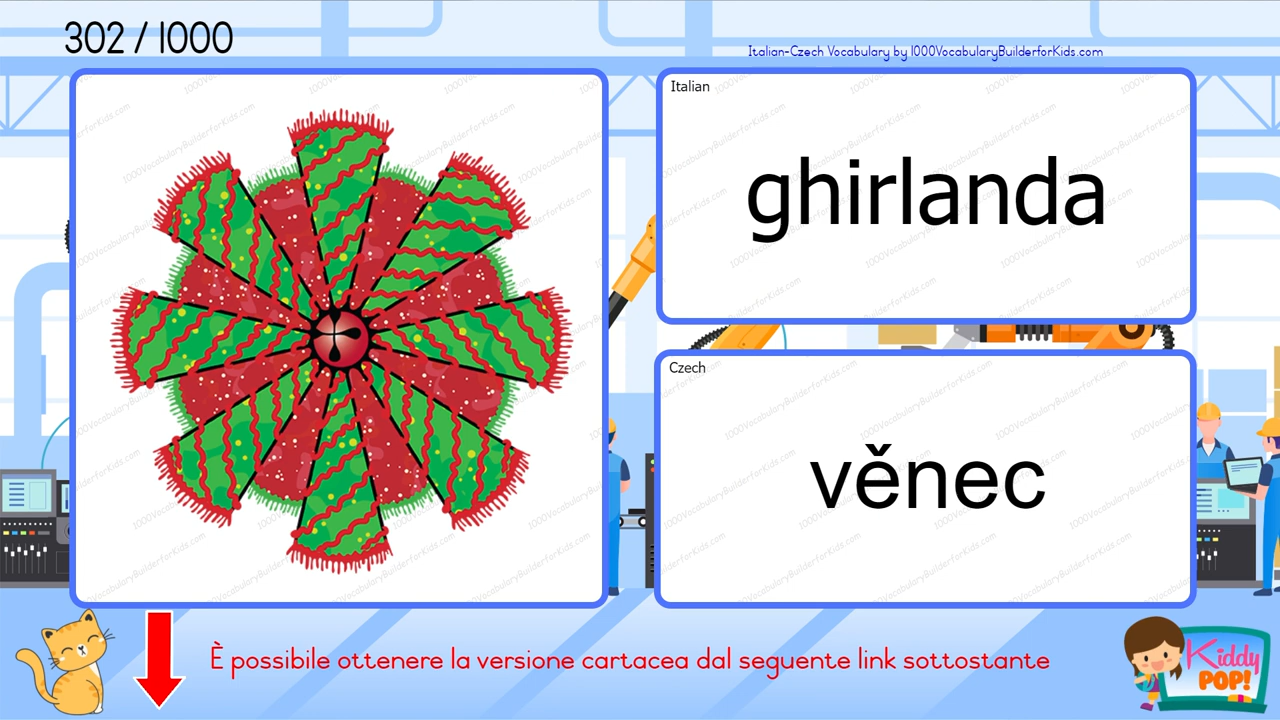 302 / 1000
Italian-Czech Vocabulary by 1000VocabularyBuilderforKids.com
Italian
ghirlanda
Czech
věnec
È possibile ottenere la versione cartacea dal seguente link sottostante
Kiddy
POP!